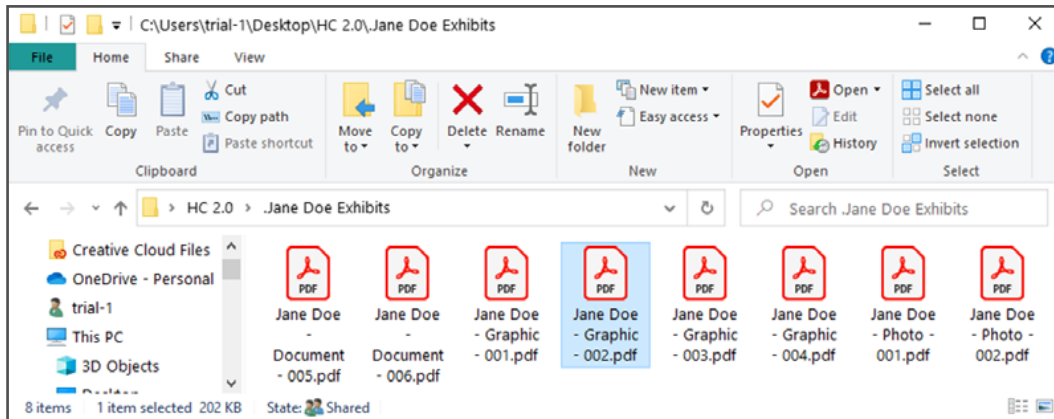 C:\Users\trial-1\Desktop\HC 2.0\.Jane Doe Exhibits
File Home Share View
Pin to Quick access
Copy
Paste
Cut
Copy path
Paste shortcut
Clipboard
Move to
Copy to
Delete
Rename
Organize
New folder
New item
Easy access
New
Properties
Open
Edit
History
Open
Select all
Select none
Invert selection
Select
HC 2.0 > .Jane Doe Exhibits
Search .Jane Doe Exhibits
Creative Cloud Files
OneDrive - Personal
trial-1
This PC
3D Objects
PDF
Jane Doe
-
Document
- 005.pdf
PDF
Jane Doe
-
Document
- 006.pdf
PDF
Jane Doe
- Graphic
- 001.pdf
PDF
Jane Doe
- Graphic
- 002.pdf
PDF
Jane Doe
- Graphic
- 003.pdf
PDF
Jane Doe
- Graphic
- 004.pdf
PDF
Jane Doe
- Photo -
001.pdf
PDF
Jane Doe
- Photo -
002.pdf
8 items 1 item selected 202 KB State: Shared